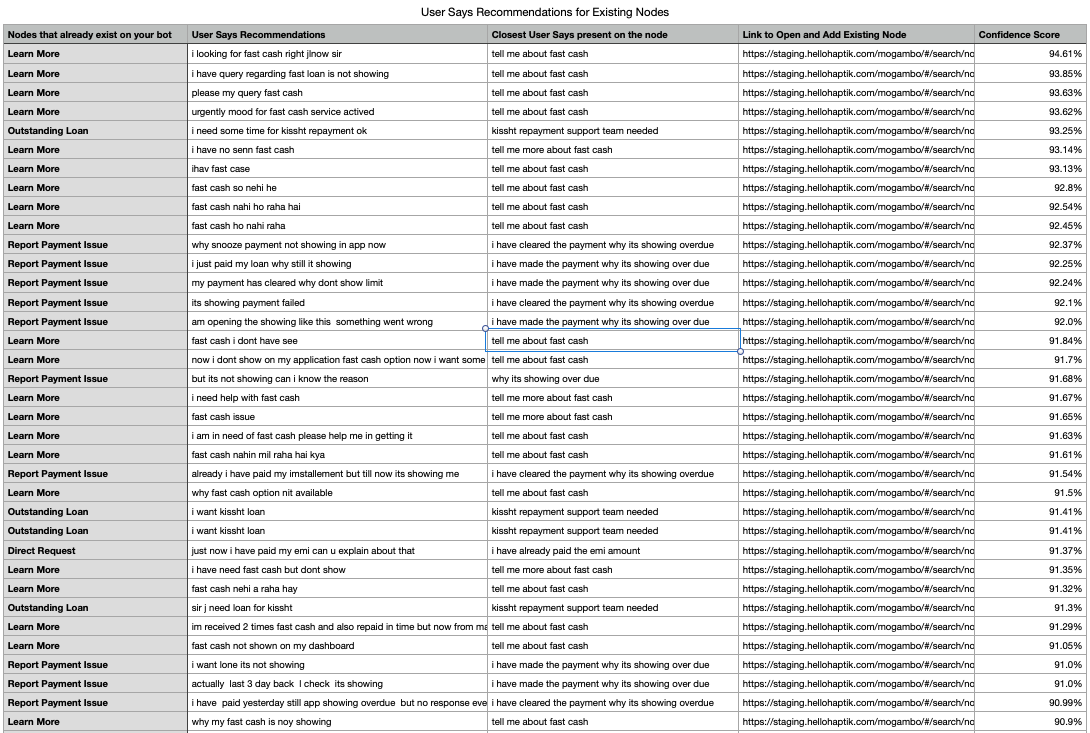 User Says Recommendations for Existing Nodes
Nodes that already exist on your bot User Says Recommendations Closest User Says present on the node Link to Open and Add Existing Node Confidence Score
Learn More i looking for fast cash right jlnow sir tell me about fast cash https://staging.hellohaptik.com/mogambo/#/search/no 94.61%
Learn More i have query regarding fast loan is not showing tell me about fast cash https://staging.hellohaptik.com/mogambo/#/search/no 93.85%
Learn More please my query fast cash tell me about fast cash https://staging.hellohaptik.com/mogambo/#/search/no 93.63%
Learn More urgently mood for fast cash service actived tell me about fast cash https://staging.hellohaptik.com/mogambo/#/search/no 93.62%
Outstanding Loan i need some time for kissht repayment ok kissht repayment support team needed https://staging.hellohaptik.com/mogambo/#/search/no 93.25%
Learn More i have no senn fast cash tell me more about fast cash https://staging.hellohaptik.com/mogambo/#/search/no 93.14%
Learn More ihav fast case tell me about fast cash https://staging.hellohaptik.com/mogambo/#/search/no 93.13%
Learn More fast cash so nehi he tell me about fast cash https://staging.hellohaptik.com/mogambo/#/search/no 92.8%
Learn More fast cash nahi ho raha hai tell me about fast cash https://staging.hellohaptik.com/mogambo/#/search/no 92.54%
Learn More fast cash ho nahi raha tell me about fast cash https://staging.hellohaptik.com/mogambo/#/search/no 92.45%
Report Payment Issue why snooze payment not showing in app now i have cleared the payment why its showing overdue https://staging.hellohaptik.com/mogambo/#/search/no 92.37%
Report Payment Issue i just paid my loan why still it showing i have made the payment why its showing over due https://staging.hellohaptik.com/mogambo/#/search/no 92.25%
Report Payment Issue my payment has cleared why dont show limit i have made the payment why its showing over due https://staging.hellohaptik.com/mogambo/#/search/no 92.24%
Report Payment Issue its showing payment failed i have cleared the payment why its showing overdue https://staging.hellohaptik.com/mogambo/#/search/no 92.1%
Report Payment Issue am opening the showing like this something went wrong i have made the payment why its showing over due https://staging.hellohaptik.com/mogambo/#/search/no 92.0%
Learn More fast cash i dont have see tell me about fast cash https://staging.hellohaptik.com/mogambo/#/search/no 91.84%
Learn More now i dont show on my application fast cash option now i want some tell me about fast cash https://staging.hellohaptik.com/mogambo/#/search/no 91.7%
Report Payment Issue but its not showing can i know the reason why its showing over due https://staging.hellohaptik.com/mogambo/#/search/no 91.68%
Learn More i need help with fast cash tell me more about fast cash https://staging.hellohaptik.com/mogambo/#/search/no 91.67%
Learn More fast cash issue tell me more about fast cash https://staging.hellohaptik.com/mogambo/#/search/no 91.65%
Learn More i am in need of fast cash please help me in getting it tell me about fast cash https://staging.hellohaptik.com/mogambo/#/search/no 91.63%
Learn More fast cash nahin mil raha hai kya tell me about fast cash https://staging.hellohaptik.com/mogambo/#/search/no 91.61%
Report Payment Issue already i have paid my imstallement but till now its showing me i have cleared the payment why its showing overdue https://staging.hellohaptik.com/mogambo/#/search/no 91.54%
Learn More why fast cash option nit available tell me about fast cash https://staging.hellohaptik.com/mogambo/#/search/no 91.5%
Outstanding Loan i want kissht loan kissht repayment support team needed https://staging.hellohaptik.com/mogambo/#/search/no 91.41%
Outstanding Loan i want kissht loan kissht repayment support team needed https://staging.hellohaptik.com/mogambo/#/search/no 91.41%
Direct Request just now i have paid my emi can u explain about that i have already paid the emi amount https://staging.hellohaptik.com/mogambo/#/search/no 91.37%
Learn More i have need fast cash but dont show tell me more about fast cash https://staging.hellohaptik.com/mogambo/#/search/no 91.35%
Learn More fast cash nehi a raha hay tell me about fast cash https://staging.hellohaptik.com/mogambo/#/search/no 91.32%
Outstanding Loan sir j need loan for kissht kissht repayment support team needed https://staging.hellohaptik.com/mogambo/#/search/no 91.3%
Learn More im received 2 times fast cash and also repaid in time but now from ma tell me about fast cash https://staging.hellohaptik.com/mogambo/#/search/no 91.29%
Learn More fast cash not shown on my dashboard tell me about fast cash https://staging.hellohaptik.com/mogambo/#/search/no 91.05%
Report Payment Issue i want lone its not showing i have made the payment why its showing over due https://staging.hellohaptik.com/mogambo/#/search/no 91.0%
Report Payment Issue actually last 3 day back I check its showing i have made the payment why its showing over due https://staging.hellohaptik.com/mogambo/#/search/no 91.0%
Report Payment Issue i have paid yesterday still app showing overdue but no response eve i have cleared the payment why its showing overdue https://staging.hellohaptik.com/mogambo/#/search/no 90.99%
Learn More why my fast cash is noy showing tell me about fast cash https://staging.hellohaptik.com/mogambo/#/search/no 90.9%